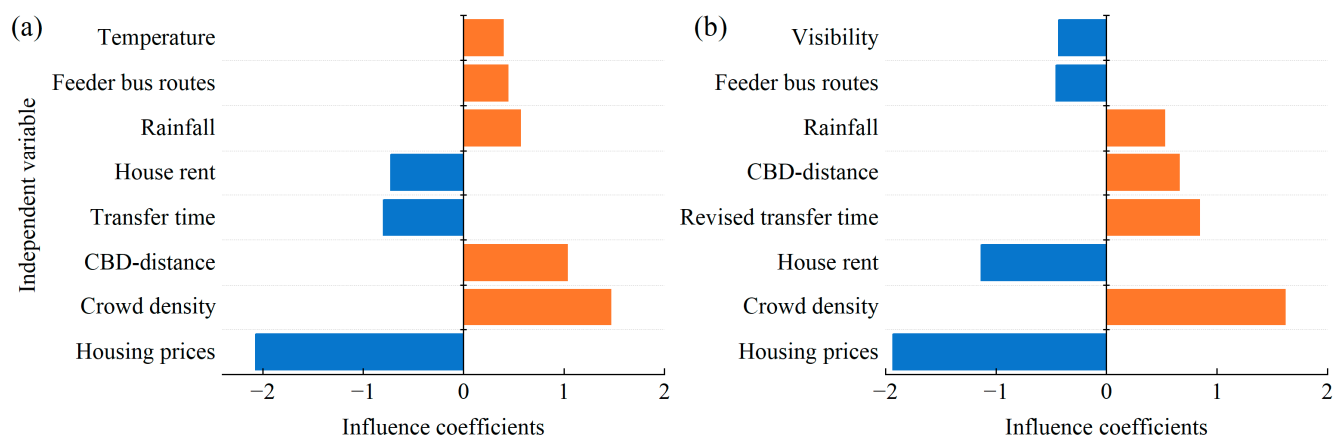 (a)
Independent variable
Temperature
Feeder bus routes
Rainfall
House rent
Transfer time
CBD-distance
Crowd density
Housing prices
−2 −1 0 1 2
Influence coefficients
(b)
Visibility
Feeder bus routes
Rainfall
CBD-distance
Revised transfer time
House rent
Crowd density
Housing prices
−2 −1 0 1 2
Influence coefficients